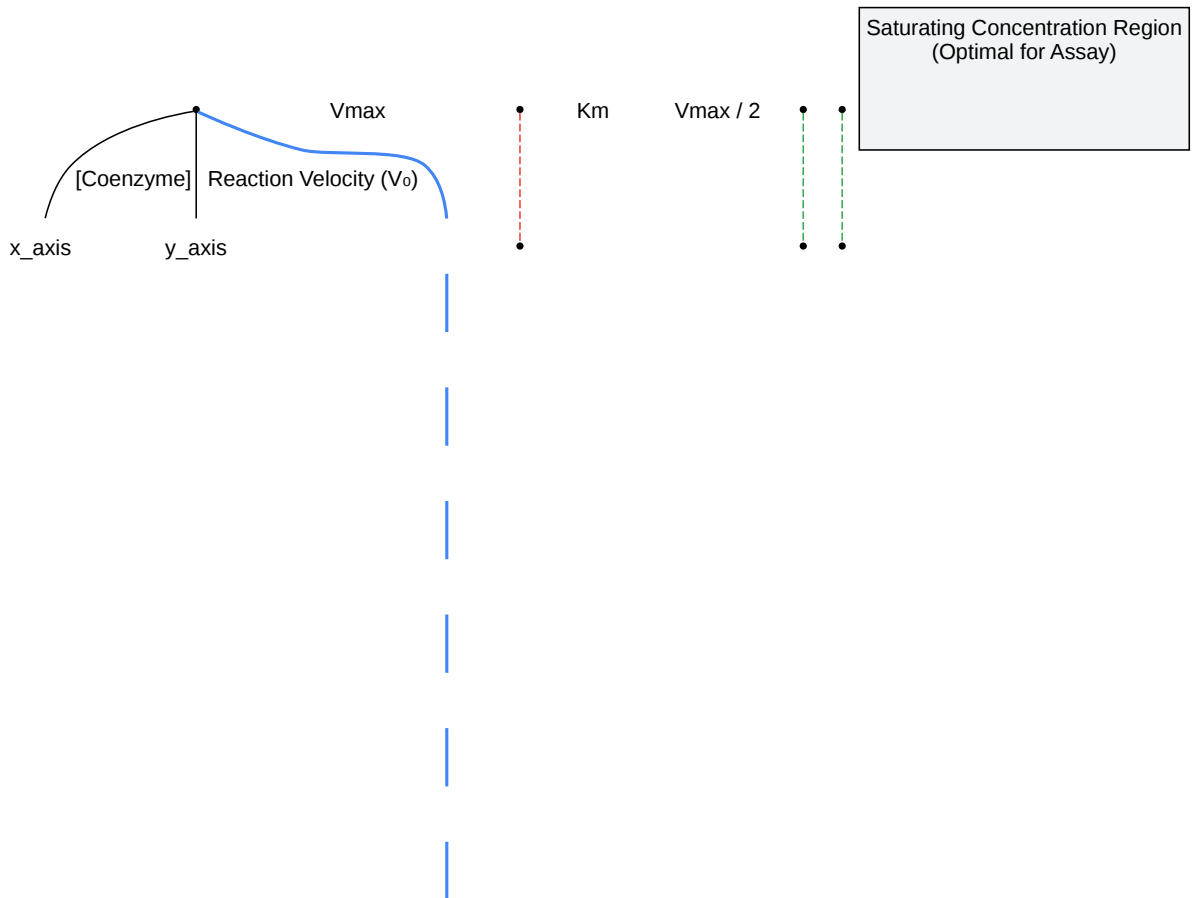 Saturating Concentration Region
(Optimal for Assay)
Vmax
Km
Vmax / 2
[Coenzyme]
Reaction Velocity (V₀)
x_axis
y_axis